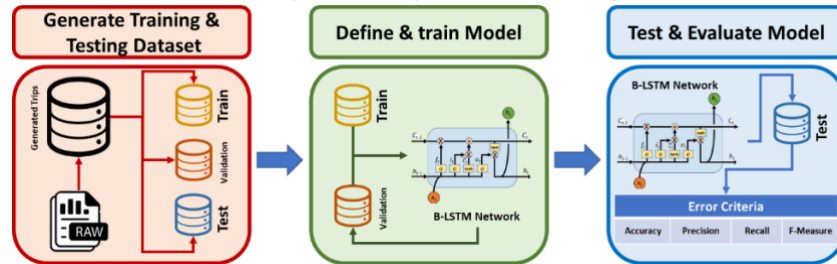 Generate Training &
Testing Dataset
Define & train Model
Test & Evaluate Model
Generated Trips
RAW
Train
Validation
Test
Train
Validation
B-LSTM Network
B-LSTM Network
Test
Error Criteria
Accuracy
Precision
Recall
F-Measure